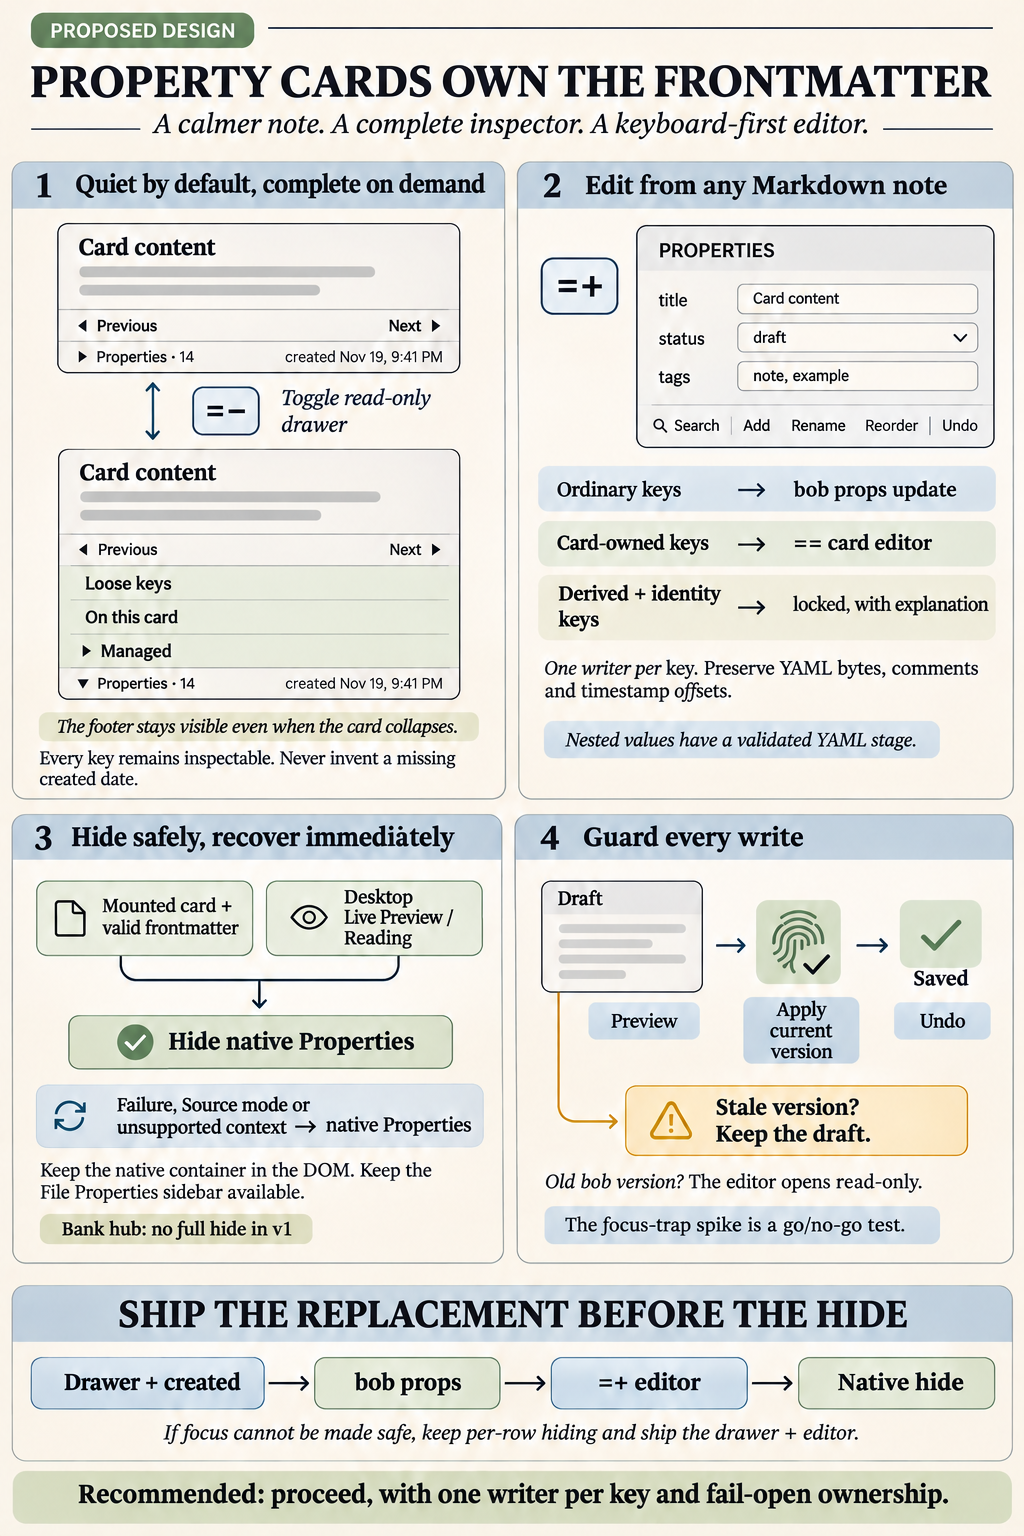 PROPOSED DESIGN
PROPERTY CARDS OWN THE FRONTMATTER
A calmer note. A complete inspector. A keyboard-first editor.
1 Quiet by default, complete on demand
Card content
◀ Previous Next ▶
▶ Properties · 14 created Nov 19, 9:41 PM
=−
Toggle read-only
drawer
Card content
◀ Previous Next ▶
Loose keys
On this card
▶ Managed
▼ Properties · 14 created Nov 19, 9:41 PM
The footer stays visible even when the card collapses.
Every key remains inspectable. Never invent a missing
created date.
2 Edit from any Markdown note
=+
PROPERTIES
title Card content
status draft
tags note, example
Search Add Rename Reorder Undo
Ordinary keys → bob props update
Card-owned keys → == card editor
Derived + identity
keys → locked, with explanation
One writer per key. Preserve YAML bytes, comments
and timestamp offsets.
Nested values have a validated YAML stage.
3 Hide safely, recover immediately
Mounted card +
valid frontmatter
Desktop
Live Preview /
Reading
Hide native Properties
Failure, Source mode or
unsupported context → native Properties
Keep the native container in the DOM. Keep the
File Properties sidebar available.
Bank hub: no full hide in v1
4 Guard every write
Draft
Saved
Preview
Apply
current
version
Undo
Stale version?
Keep the draft.
Old bob version? The editor opens read-only.
The focus-trap spike is a go/no-go test.
SHIP THE REPLACEMENT BEFORE THE HIDE
Drawer + created → bob props → =+ editor → Native hide
If focus cannot be made safe, keep per-row hiding and ship the drawer + editor.
Recommended: proceed, with one writer per key and fail-open ownership.